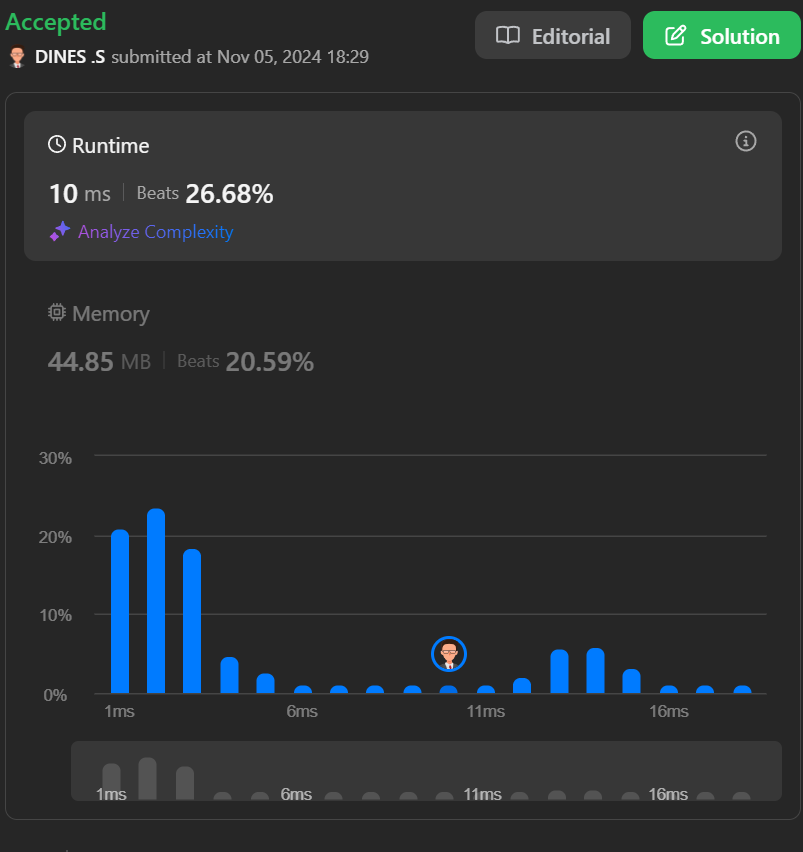 Accepted
Editorial
Solution
DINES .S submitted at Nov 05, 2024 18:29
Runtime
10 ms | Beats 26.68%
Analyze Complexity
Memory
44.85 MB | Beats 20.59%
30%
20%
10%
0%
1ms 6ms 11ms 16ms
1ms 6ms 11ms 16ms